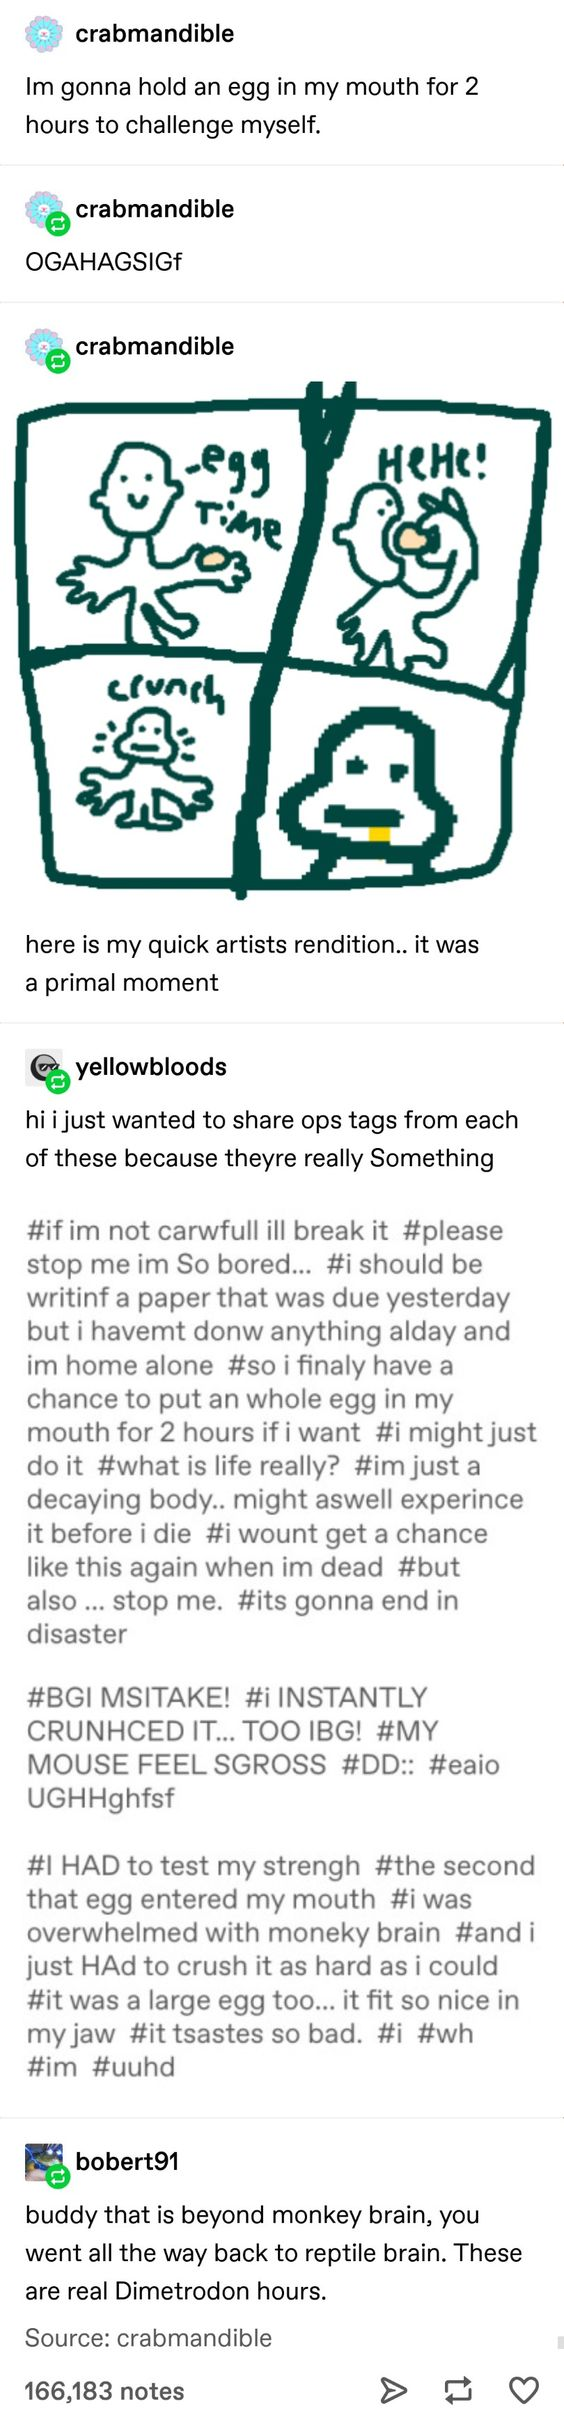 crabmandible
Im gonna hold an egg in my mouth for 2
hours to challenge myself.
crabmandible
OGAHAGSIGf
crabmandible
-egg
Time
HeHe!
crunch
here is my quick artists rendition.. it was
a primal moment
yellowbloods
hi i just wanted to share ops tags from each
of these because theyre really Something
#if im not carwfull ill break it #please
stop me im So bored... #i should be
writinf a paper that was due yesterday
but i havemt donw anything alday and
im home alone #so i finaly have a
chance to put an whole egg in my
mouth for 2 hours if i want #i might just
do it #what is life really? #im just a
decaying body.. might aswell experince
it before i die #i wount get a chance
like this again when im dead #but
also ... stop me. #its gonna end in
disaster
#BGI MSITAKE! #i INSTANTLY
CRUNHCED IT... TOO IBG! #MY
MOUSE FEEL SGROSS #DD:: #eaio
UGHHghfsf
#I HAD to test my strengh #the second
that egg entered my mouth #i was
overwhelmed with moneky brain #and i
just HAd to crush it as hard as i could
#it was a large egg too... it fit so nice in
my jaw #it tsastes so bad. #i #wh
#im #uuhd
bobert91
buddy that is beyond monkey brain, you
went all the way back to reptile brain. These
are real Dimetrodon hours.
Source: crabmandible
166,183 notes